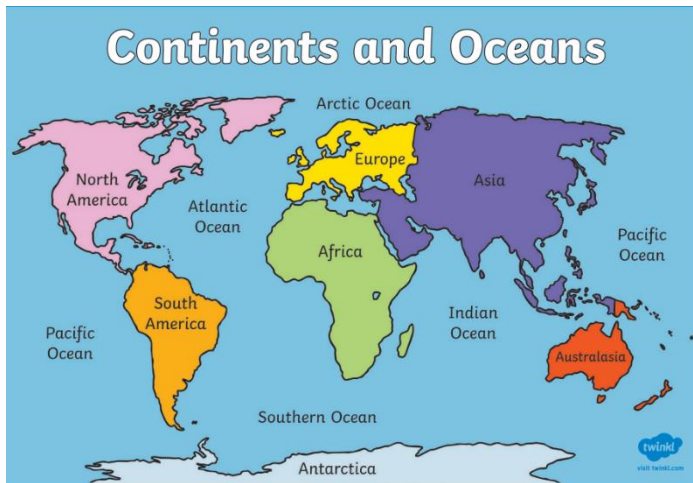 Continents and Oceans
Arctic Ocean
Europe
Asia
North
America
Atlantic
Ocean
Africa
Pacific
Ocean
South
America
Indian
Ocean
Pacific
Ocean
Australasia
Southern Ocean
Antarctica
twinkl
visit twinkl.com